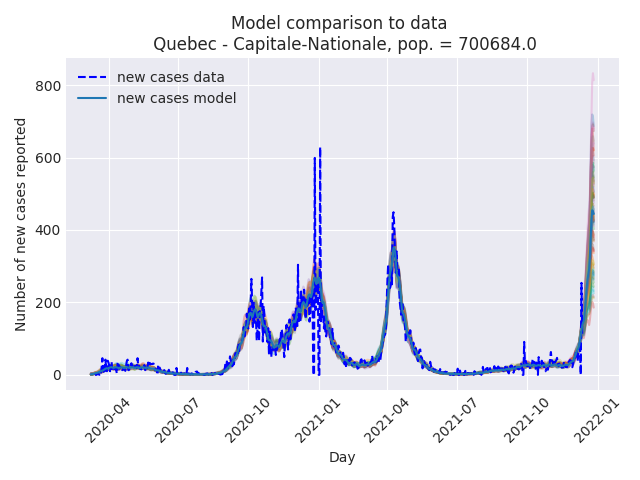 Model comparison to data
Quebec - Capitale-Nationale, pop. = 700684.0
new cases data
new cases model
Number of new cases reported
800
600
400
200
0
2020-04
2020-07
2020-10
2021-01
2021-04
2021-07
2021-10
2022-01
Day